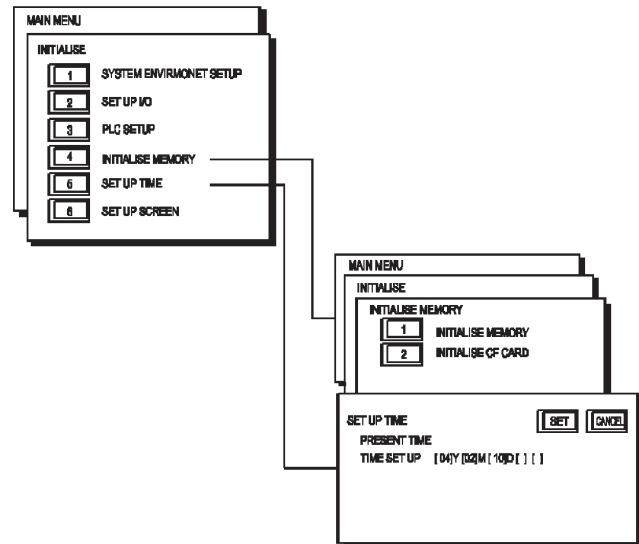 MAIN MENU
INITIALISE
1 SYSTEM ENVIRMONET SETUP
2 SET UP I/O
3 PLC SETUP
4 INITIALISE MEMORY
5 SET UP TIME
6 SET UP SCREEN
MAIN MENU
INITIALISE
INITIALISE MEMORY
1 INITIALISE MEMORY
2 INITIALISE CF CARD
SET UP TIME SET CANCEL
PRESENT TIME
TIME SET UP [ 04]Y [02]M [ 10]D [ ] [ ]